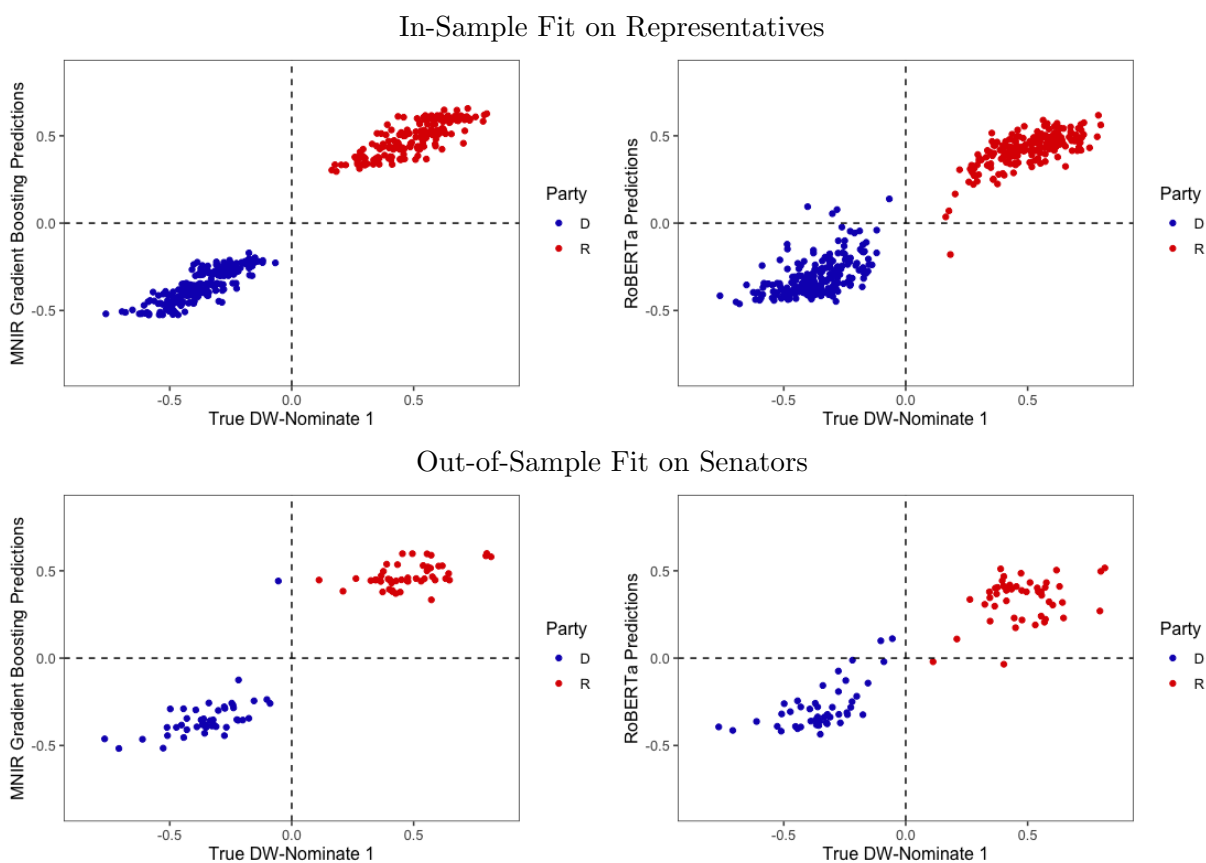 In-Sample Fit on Representatives
MNIR Gradient Boosting Predictions
0.5
0.0
-0.5
-0.5
0.0
0.5
True DW-Nominate 1
Party
D
R
RoBERTa Predictions
0.5
0.0
-0.5
-0.5
0.0
0.5
True DW-Nominate 1
Party
D
R
Out-of-Sample Fit on Senators
MNIR Gradient Boosting Predictions
0.5
0.0
-0.5
-0.5
0.0
0.5
True DW-Nominate 1
Party
D
R
RoBERTa Predictions
0.5
0.0
-0.5
-0.5
0.0
0.5
True DW-Nominate 1
Party
D
R